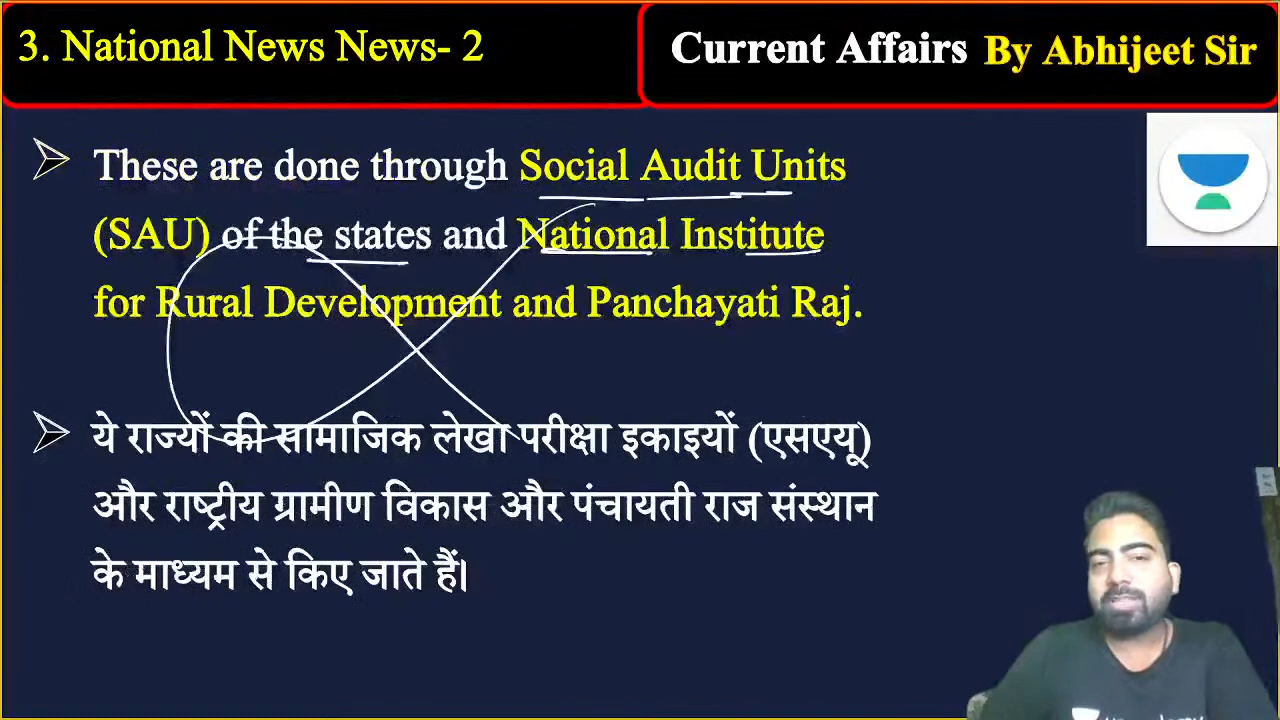 3. National News News- 2
Current Affairs By Abhijeet Sir
These are done through Social Audit Units
(SAU) of the states and National Institute
for Rural Development and Panchayati Raj.
ये राज्यों की सामाजिक लेखा परीक्षा इकाइयों (एसएयू)
और राष्ट्रीय ग्रामीण विकास और पंचायती राज संस्थान
के माध्यम से किए जाते हैं।